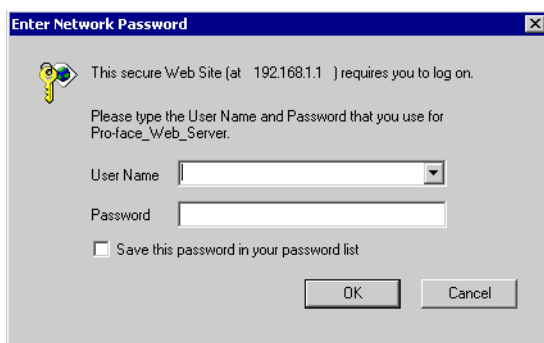 Enter Network Password
This secure Web Site (at 192.168.1.1 ) requires you to log on.
Please type the User Name and Password that you use for
Pro-face_Web_Server.
User Name
Password
Save this password in your password list
OK Cancel